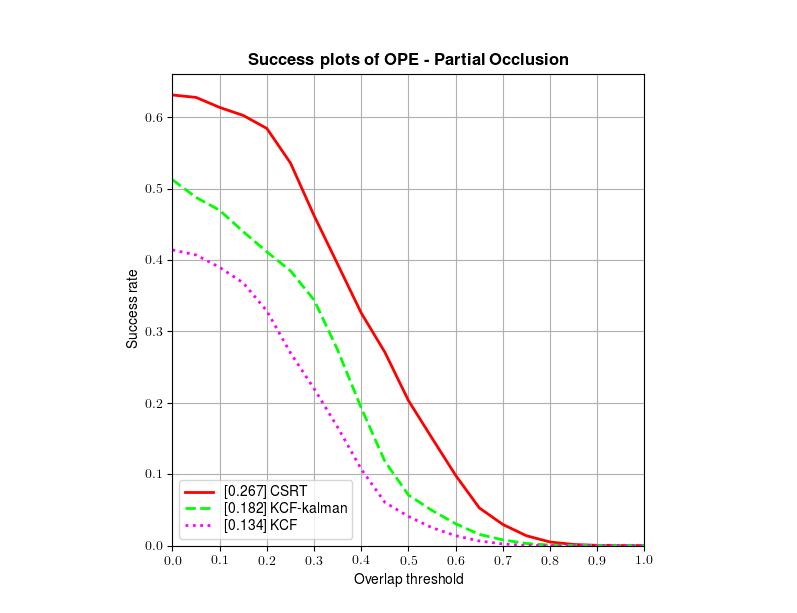 Success plots of OPE - Partial Occlusion
Success rate
0.6
0.5
0.4
0.3
0.2
0.1
0.0
[0.267] CSRT
[0.182] KCF-kalman
[0.134] KCF
0.0 0.1 0.2 0.3 0.4 0.5 0.6 0.7 0.8 0.9 1.0
Overlap threshold